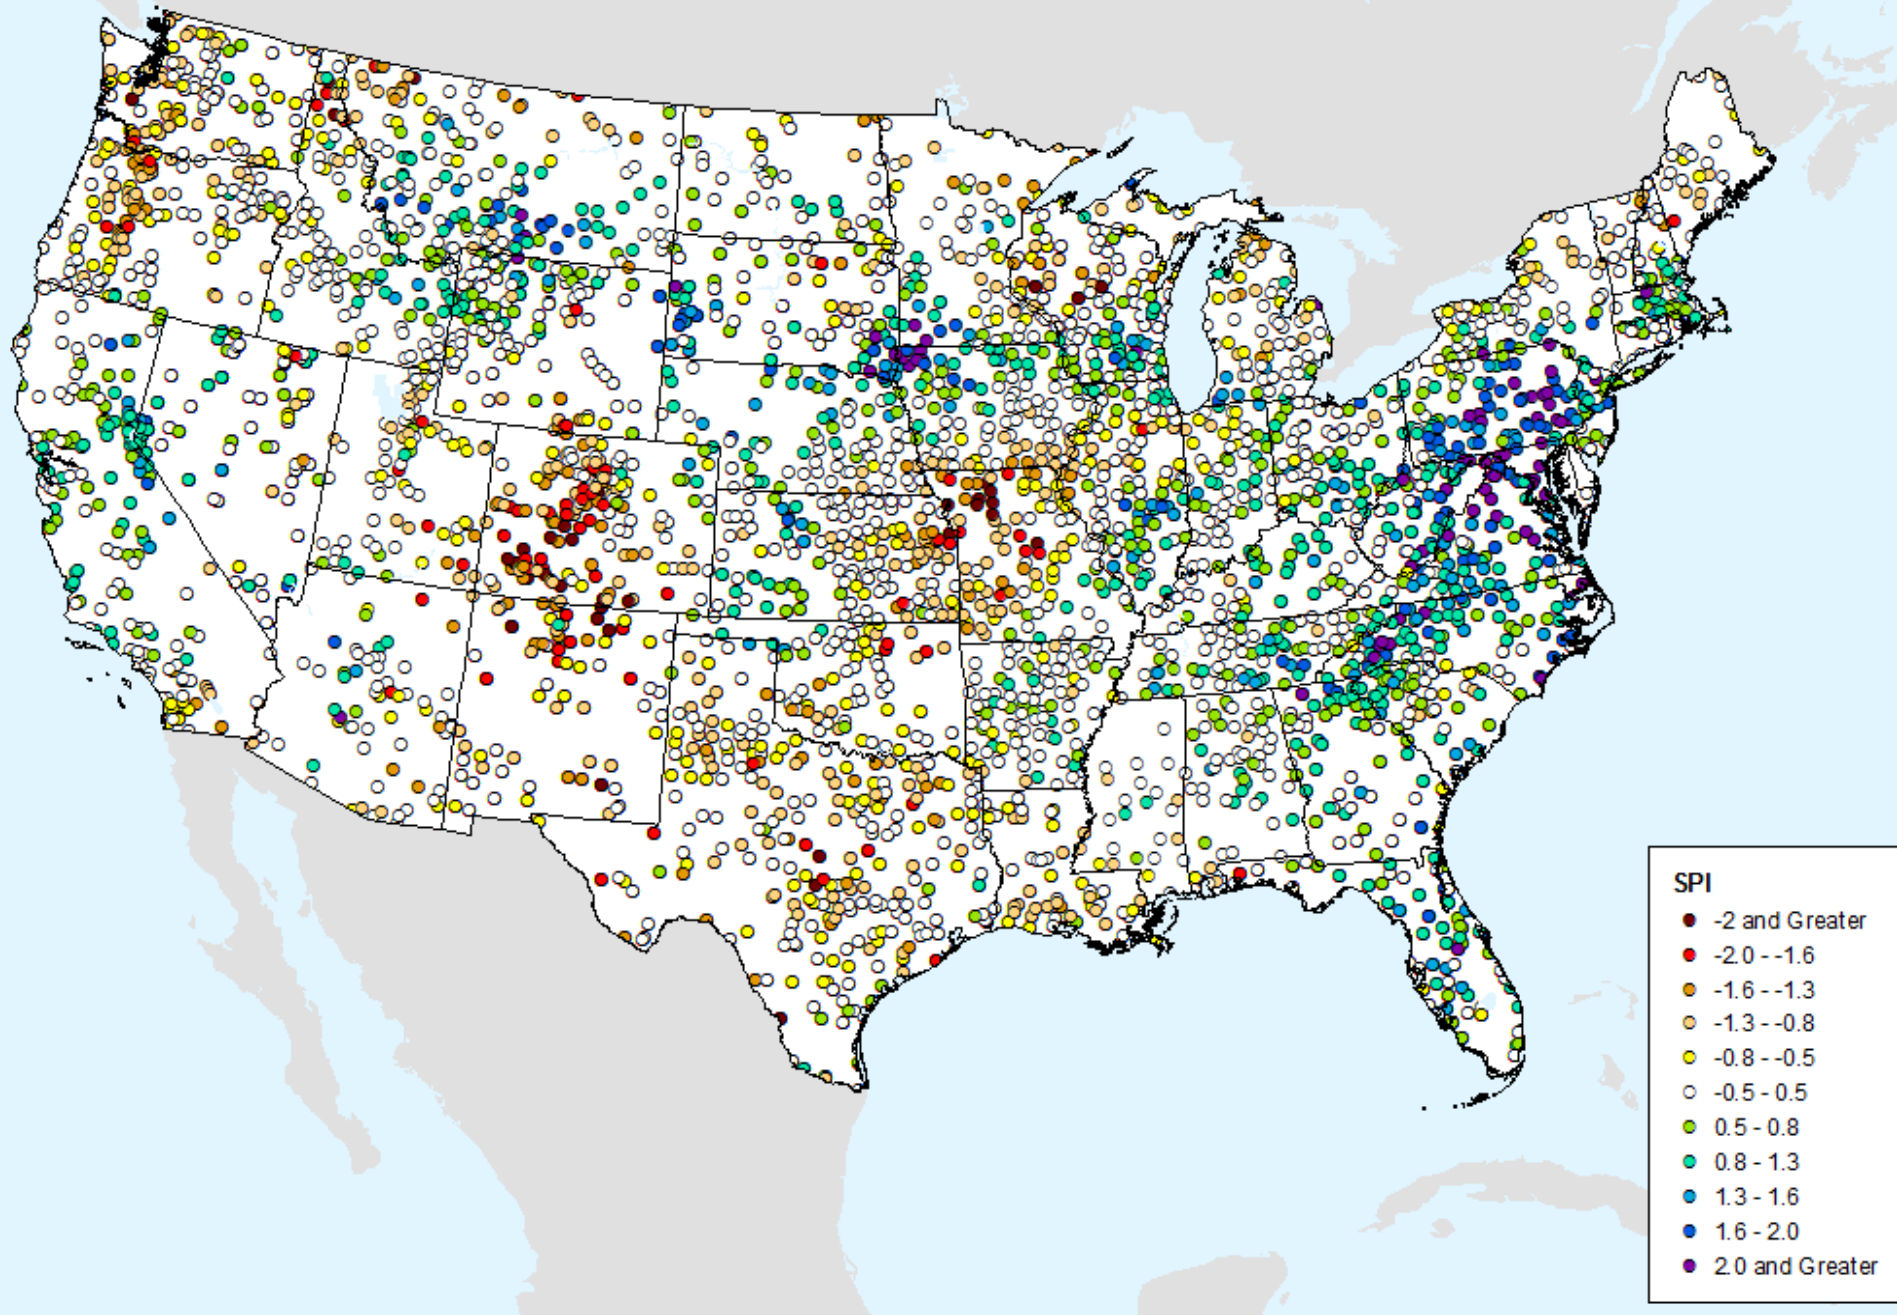 SPI
-2 and Greater
-2.0 - -1.6
-1.6 - -1.3
-1.3 - -0.8
-0.8 - -0.5
-0.5 - 0.5
0.5 - 0.8
0.8 - 1.3
1.3 - 1.6
1.6 - 2.0
2.0 and Greater